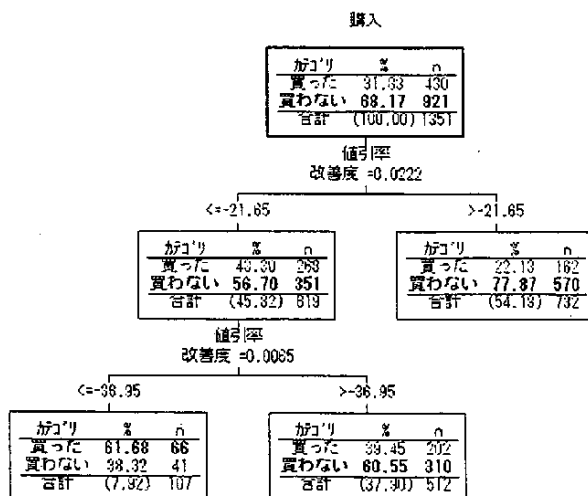 購入
ｶﾃｺﾞﾘ % n
買った 31.83 430
買わない 68.17 921
合計 (100.00) 1351
値引率
改善度 =0.0222
<=-21.65 >-21.65
ｶﾃｺﾞﾘ % n ｶﾃｺﾞﾘ % n
買った 43.30 268 買った 22.13 162
買わない 56.70 351 買わない 77.87 570
合計 (45.82) 619 合計 (54.18) 732
値引率
改善度 =0.0065
<=-36.95 >-36.95
ｶﾃｺﾞﾘ % n ｶﾃｺﾞﾘ % n
買った 61.68 66 買った 39.45 202
買わない 38.32 41 買わない 60.55 310
合計 (7.92) 107 合計 (37.90) 512